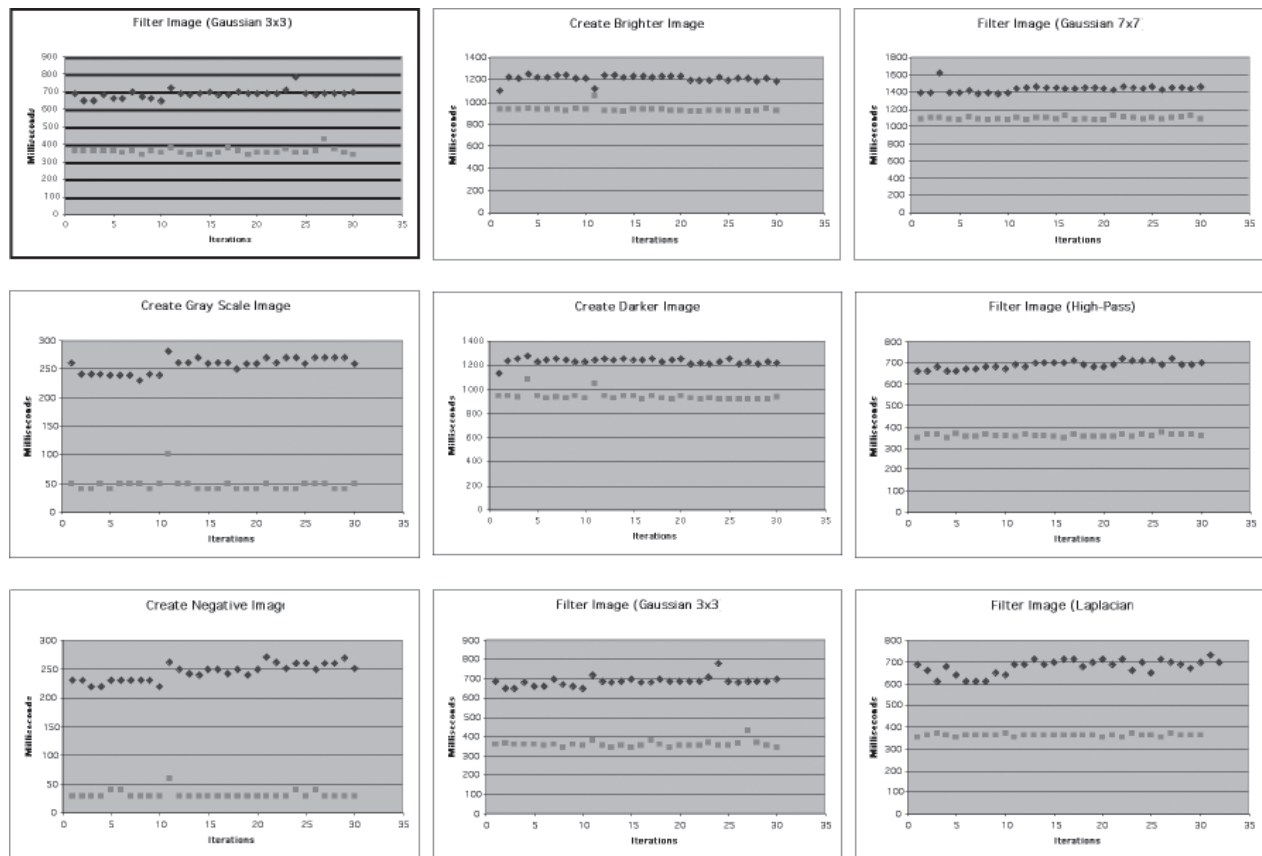 Filter Image (Gaussian 3x3)
Milliseconds
900
800
700
600
500
400
300
200
100
0
0 5 10 15 20 25 30 35
Iterations
Create Brighter Image
Milliseconds
1400
1200
1000
800
600
400
200
0
0 5 10 15 20 25 30 35
Iterations
Filter Image (Gaussian 7x7
Milliseconds
1800
1600
1400
1200
1000
800
600
400
200
0
0 5 10 15 20 25 30 35
Iterations
Create Gray Scale Image
Milliseconds
300
250
200
150
100
50
0
0 5 10 15 20 25 30 35
Iterations
Create Darker Image
Milliseconds
1400
1200
1000
800
600
400
200
0
0 5 10 15 20 25 30 35
Iterations
Filter Image (High-Pass)
Milliseconds
800
700
600
500
400
300
200
100
0
0 5 10 15 20 25 30 35
Iterations
Create Negative Imag
Milliseconds
300
250
200
150
100
50
0
0 5 10 15 20 25 30 35
Iterations
Filter Image (Gaussian 3x3
Milliseconds
900
800
700
600
500
400
300
200
100
0
0 5 10 15 20 25 30 35
Iterations
Filter Image (Laplacian
Milliseconds
800
700
600
500
400
300
200
100
0
0 5 10 15 20 25 30 35
Iterations